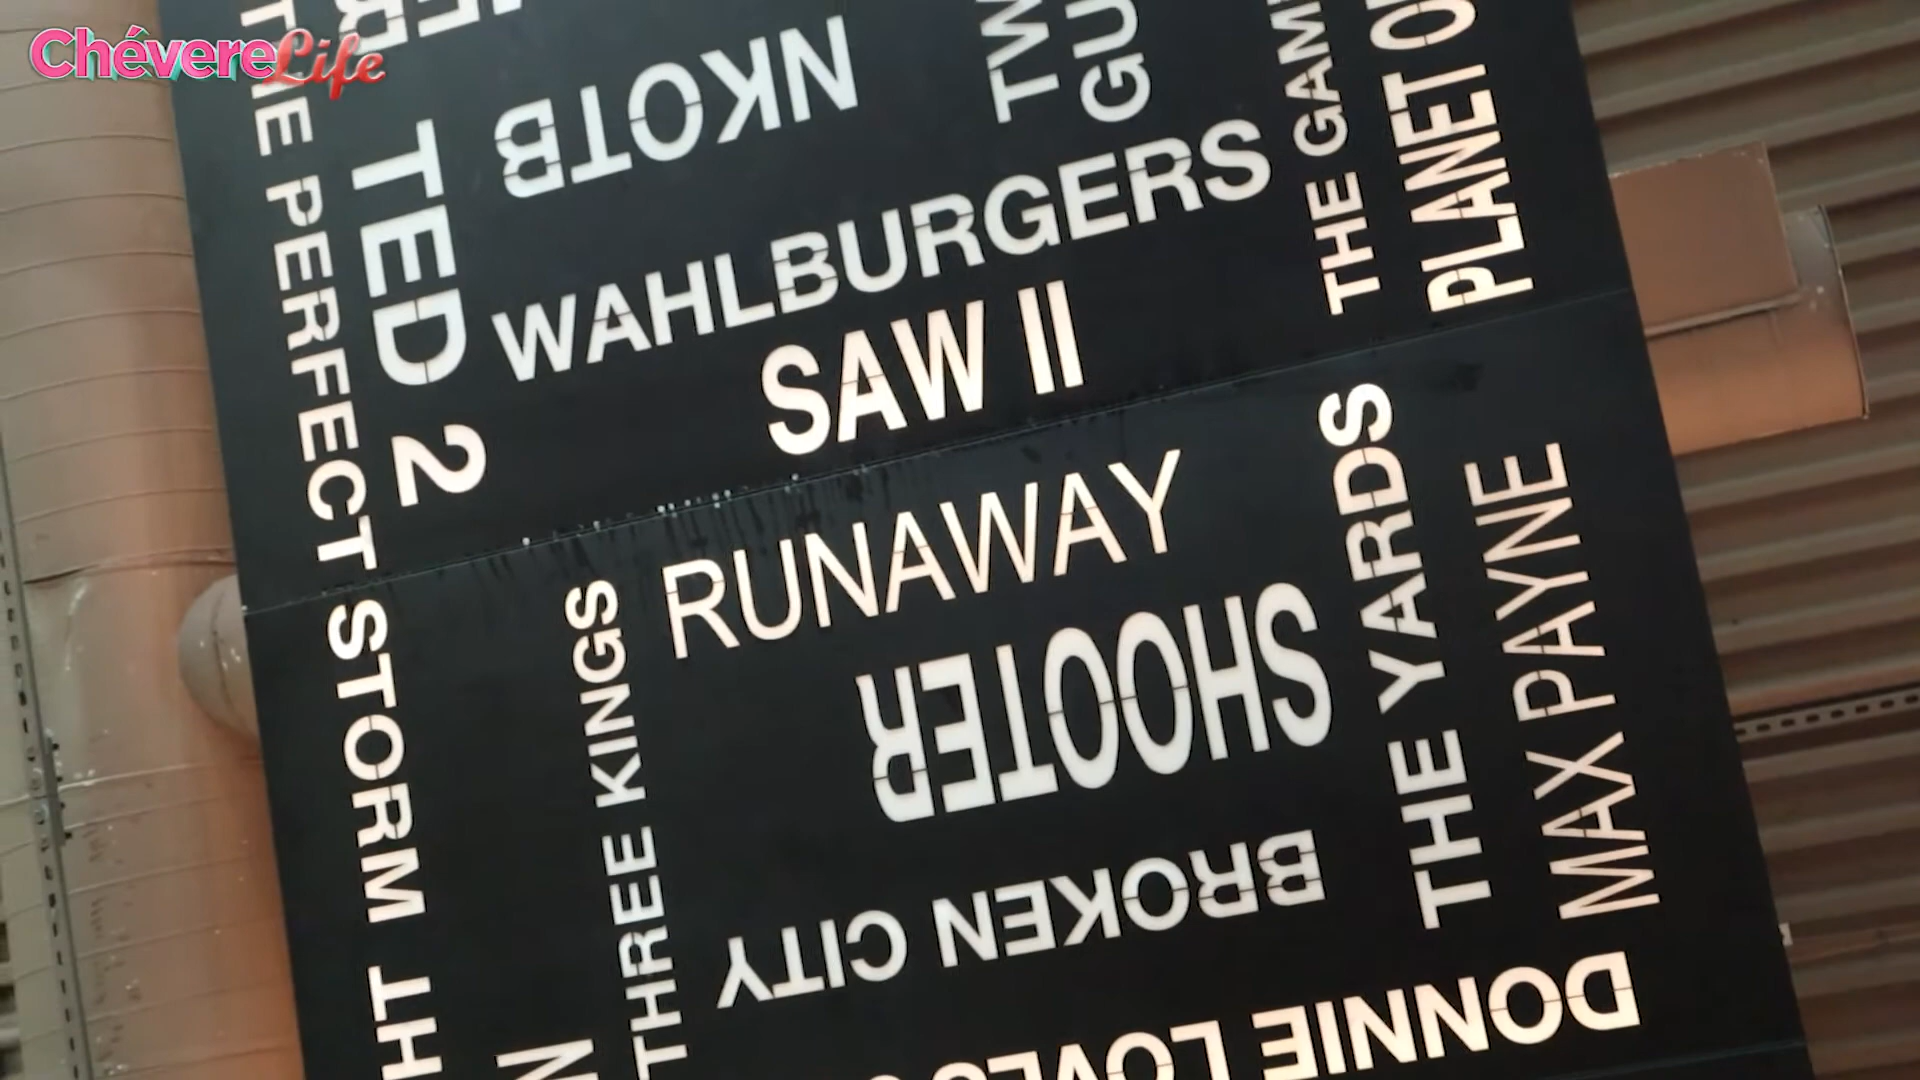 ChévereLife
THE PERFECT STORM
TED 2
NKOTB
WAHLBURGERS
SAW II
THE
PLANET
RUNAWAY
THREE KINGS
SHOOTER
THE YARDS
MAX PAYNE
BROKEN CITY
DONNIE LOVES